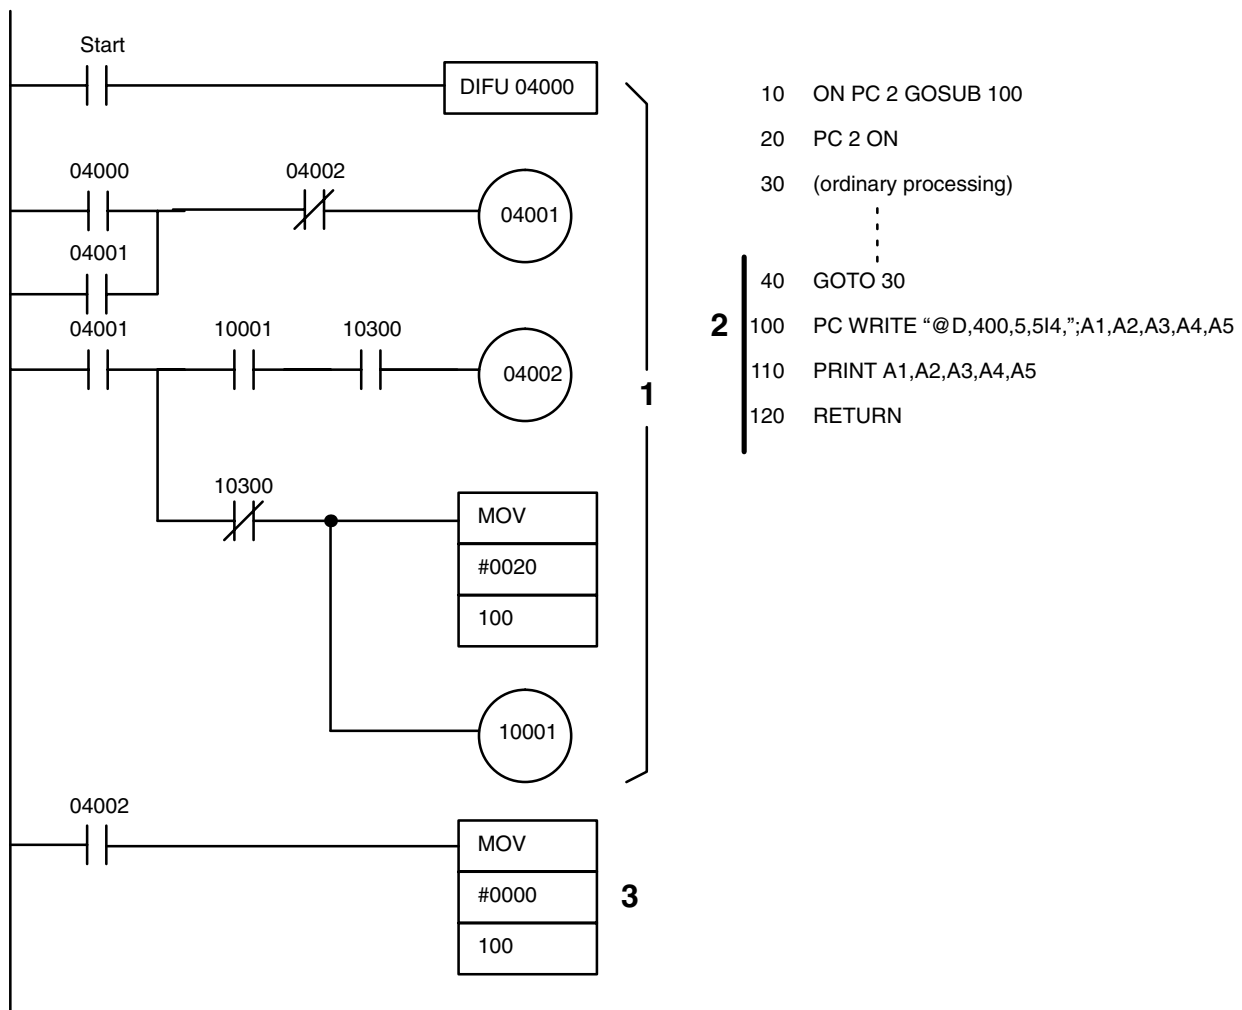 Start
DIFU 04000
04000
04002
04001
04001
04001
10001
10300
04002
1
10300
MOV
#0020
100
10001
04002
MOV
#0000
100
3
10 ON PC 2 GOSUB 100
20 PC 2 ON
30 (ordinary processing)
40 GOTO 30
2
100 PC WRITE “@D,400,5,5I4,”;A1,A2,A3,A4,A5
110 PRINT A1,A2,A3,A4,A5
120 RETURN